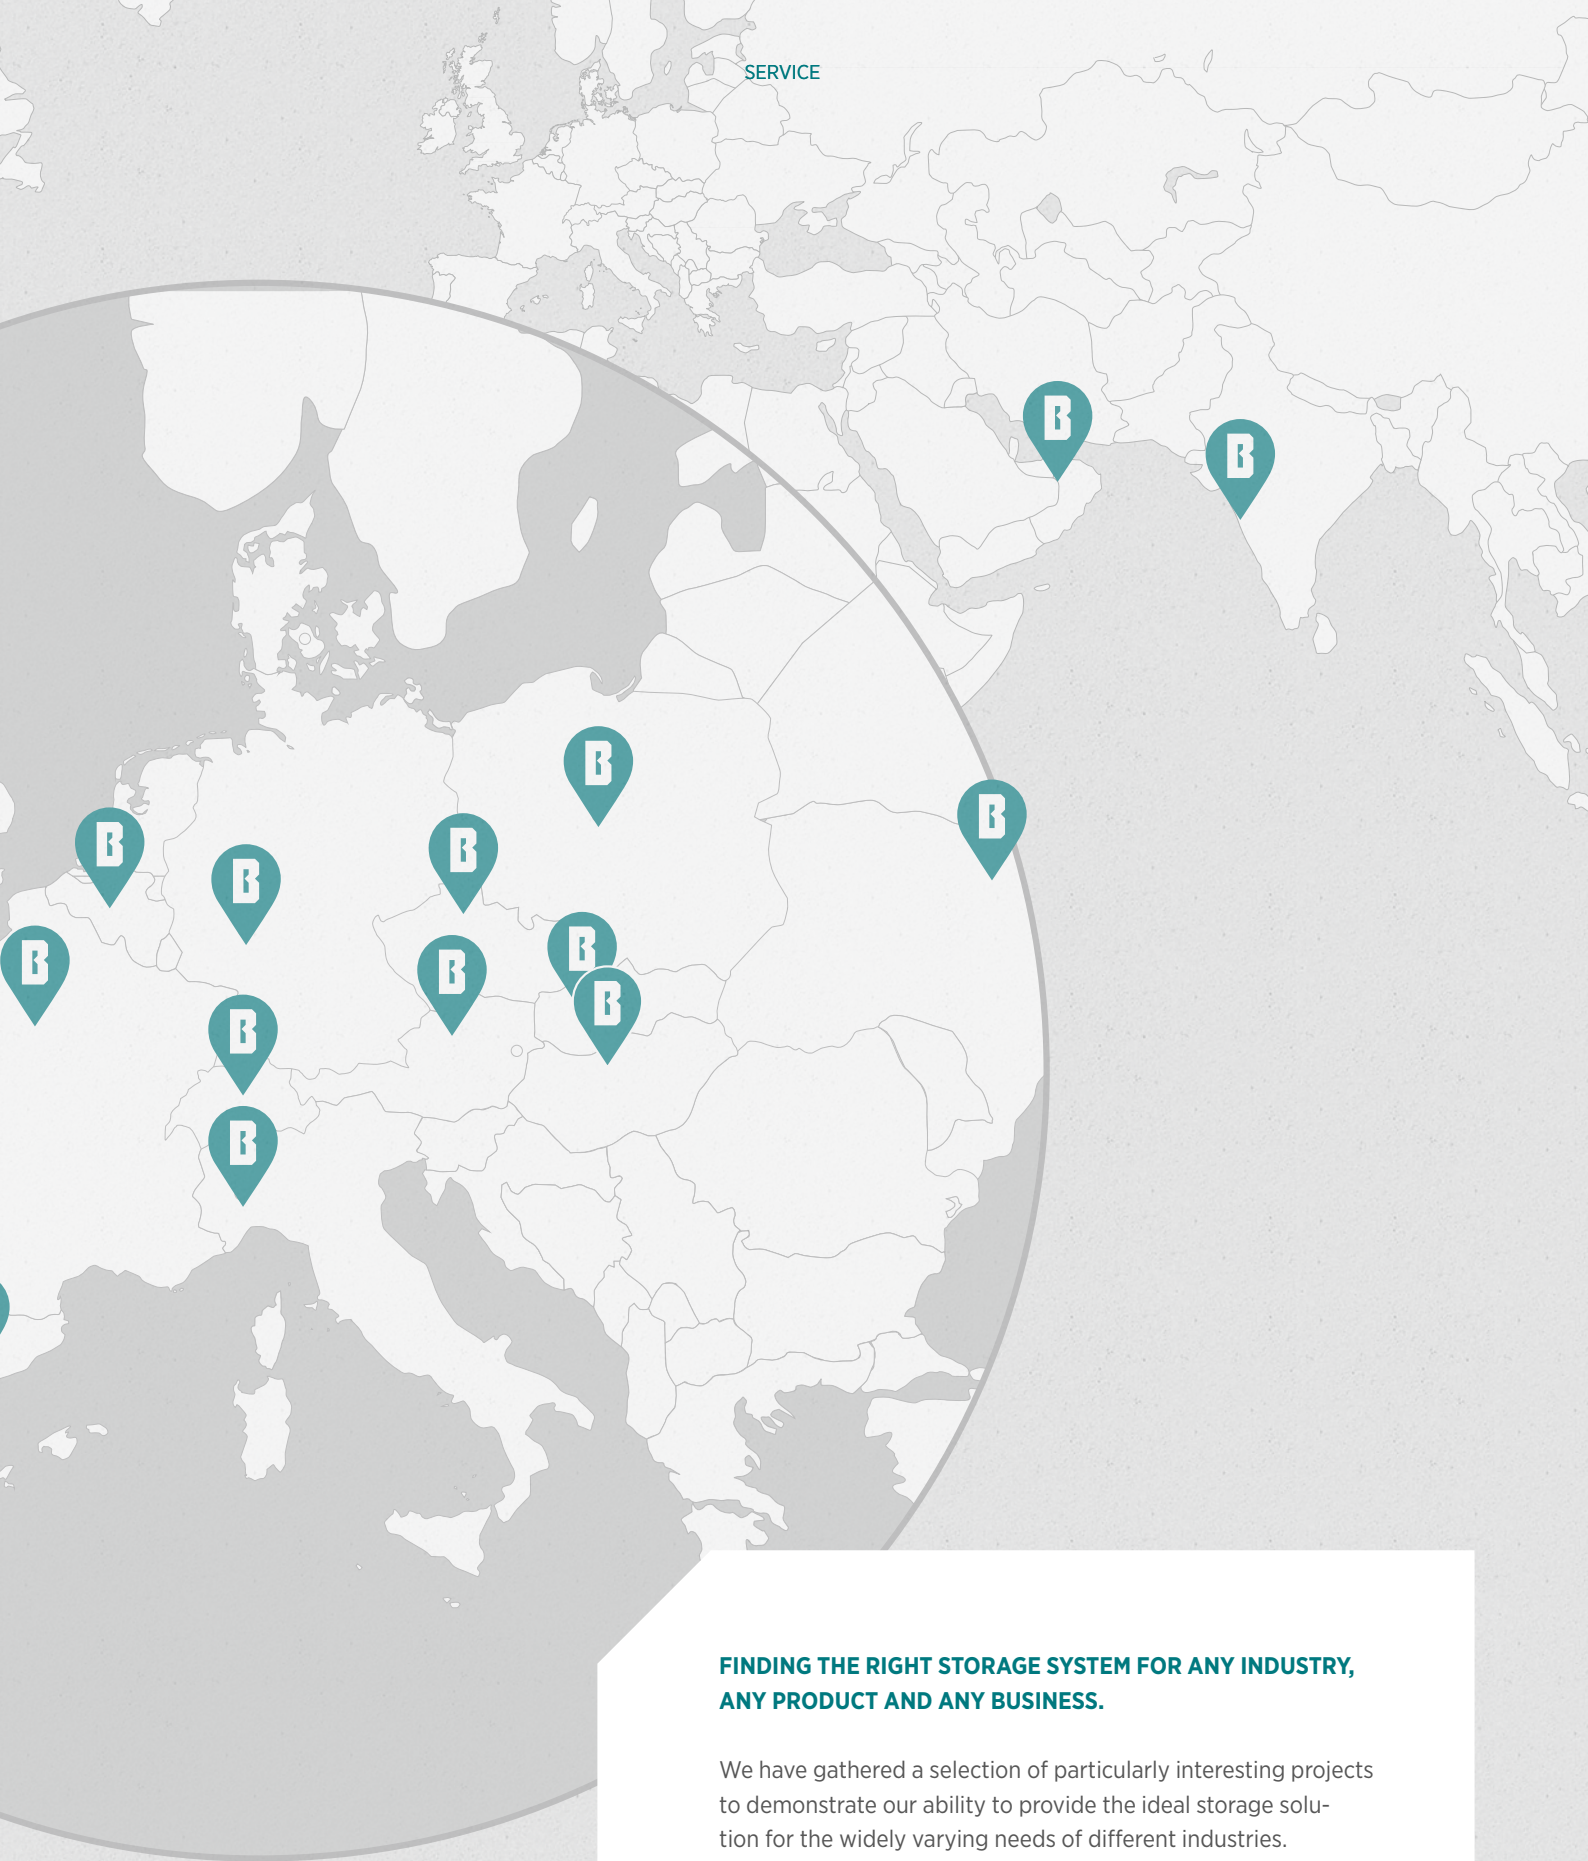 SERVICE
B
B
B
B
B
B
B
B
B
B
B
B
B
FINDING THE RIGHT STORAGE SYSTEM FOR ANY INDUSTRY,
ANY PRODUCT AND ANY BUSINESS.
We have gathered a selection of particularly interesting projects
to demonstrate our ability to provide the ideal storage solu-
tion for the widely varying needs of different industries.